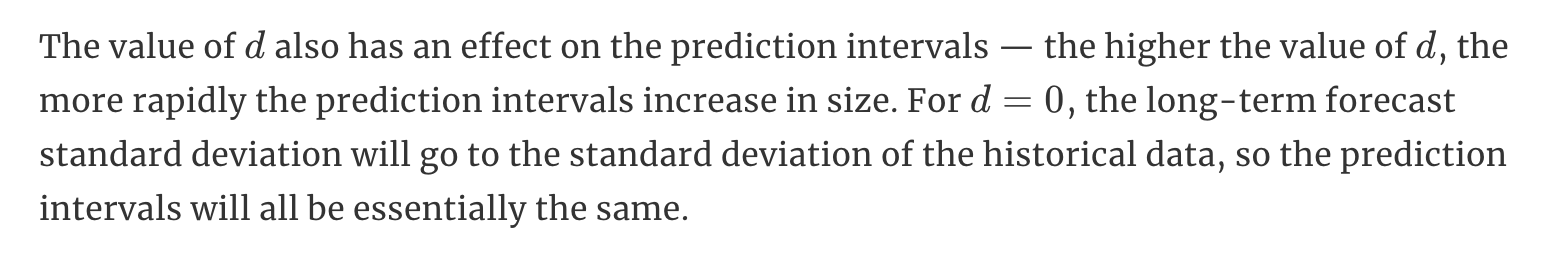 The value of d also has an effect on the prediction intervals — the higher the value of d, the
more rapidly the prediction intervals increase in size. For d = 0, the long-term forecast
standard deviation will go to the standard deviation of the historical data, so the prediction
intervals will all be essentially the same.